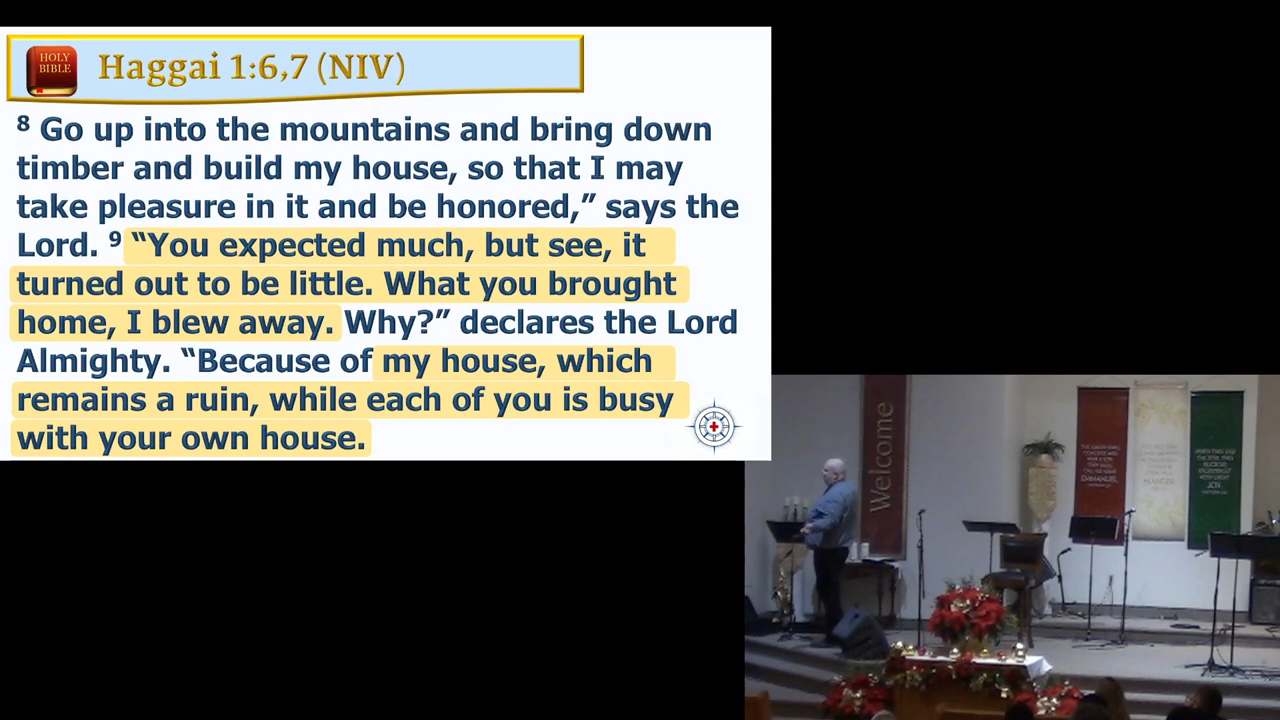 HOLY
BIBLE
Haggai 1:6,7 (NIV)
8 Go up into the mountains and bring down
timber and build my house, so that I may
take pleasure in it and be honored,” says the
Lord. 9 “You expected much, but see, it
turned out to be little. What you brought
home, I blew away. Why?” declares the Lord
Almighty. “Because of my house, which
remains a ruin, while each of you is busy
with your own house.
Welcome
EMMANUEL
JOY